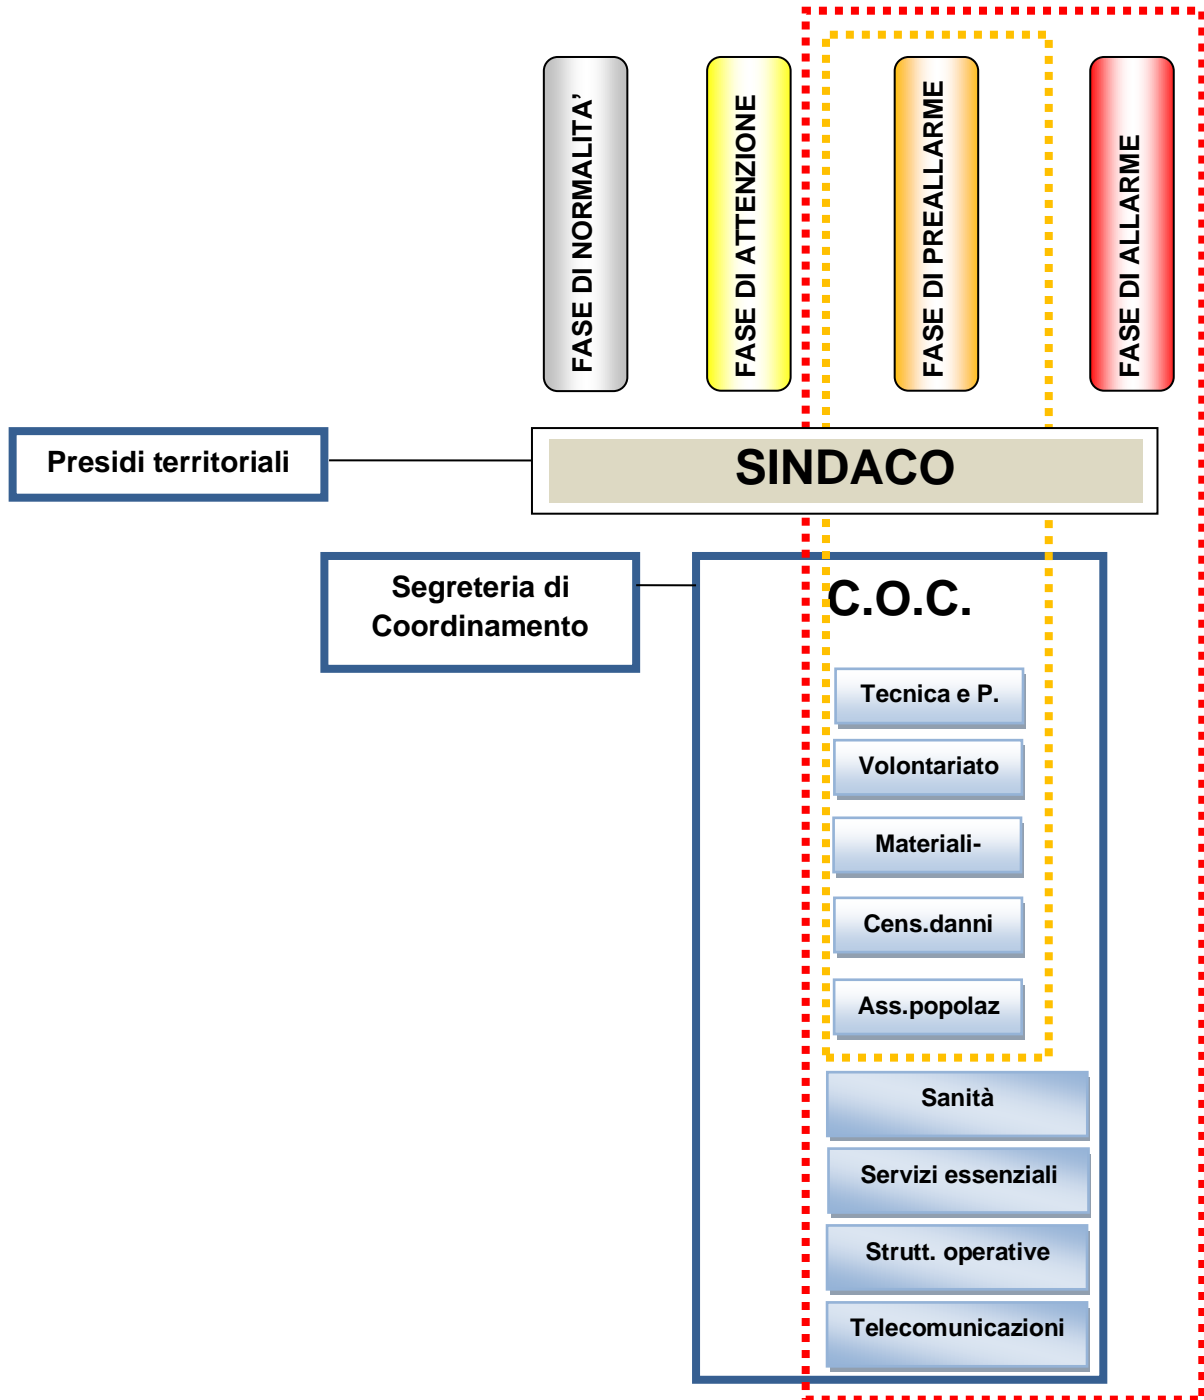 FASE DI NORMALITA’
FASE DI ATTENZIONE
FASE DI PREALLARME
FASE DI ALLARME
Presidi territoriali
SINDACO
Segreteria di
Coordinamento
C.O.C.
Tecnica e P.
Volontariato
Materiali-
Cens.danni
Ass.popolaz
Sanità
Servizi essenziali
Strutt. operative
Telecomunicazioni